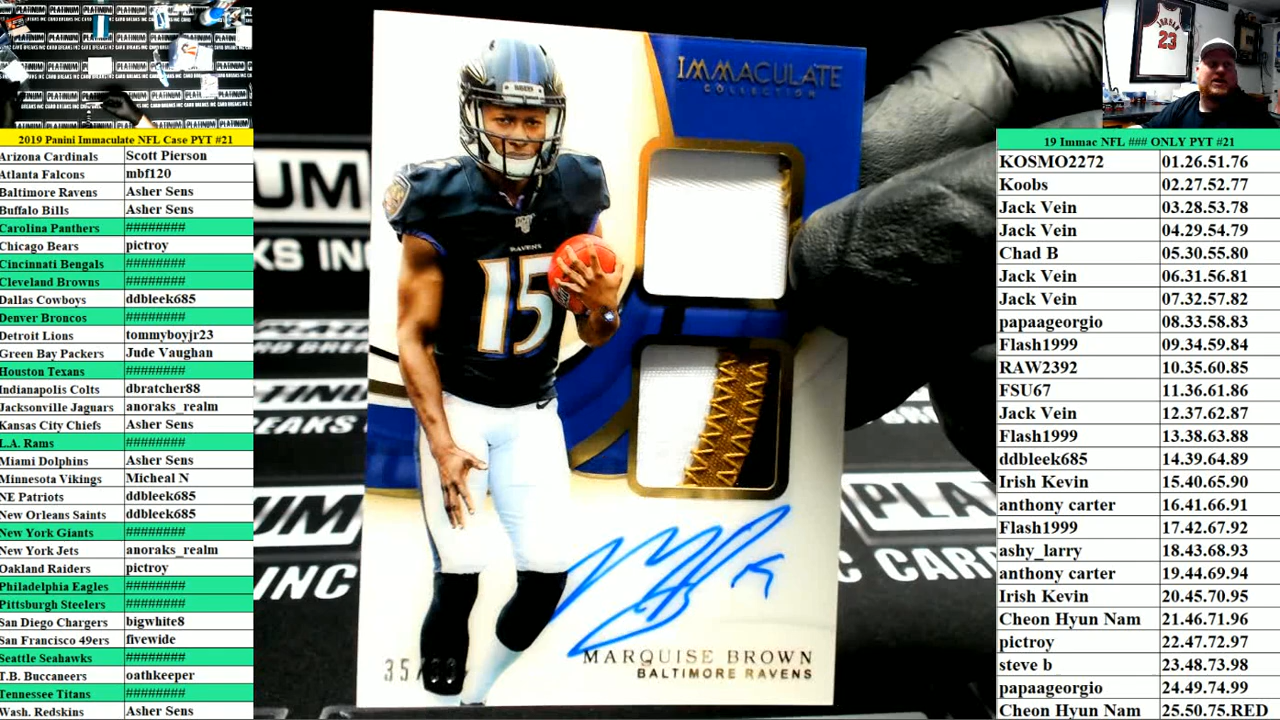 2019 Panini Immaculate NFL Case PYT #21
Arizona Cardinals Scott Pierson
Atlanta Falcons mbf120
Baltimore Ravens Asher Sens
Buffalo Bills Asher Sens
Carolina Panthers ########
Chicago Bears pictroy
Cincinnati Bengals ########
Cleveland Browns ########
Dallas Cowboys ddbleek685
Denver Broncos ########
Detroit Lions tommyboyjr23
Green Bay Packers Jude Vaughan
Houston Texans ########
Indianapolis Colts dbratcher88
Jacksonville Jaguars anoraks_realm
Kansas City Chiefs Asher Sens
L.A. Rams ########
Miami Dolphins Asher Sens
Minnesota Vikings Micheal N
NE Patriots ddbleek685
New Orleans Saints ddbleek685
New York Giants ########
New York Jets anoraks_realm
Oakland Raiders pictroy
Philadelphia Eagles ########
Pittsburgh Steelers ########
San Diego Chargers bigwhite8
San Francisco 49ers fivewide
Seattle Seahawks ########
T.B. Buccaneers oathkeeper
Tennessee Titans ########
Wash. Redskins Asher Sens
IMMACULATE
COLLECTION
RAVENS
15
MARQUISE BROWN
BALTIMORE RAVENS
JORDAN
23
19 Immac NFL ### ONLY PYT #21
KOSMO2272 01.26.51.76
Koobs 02.27.52.77
Jack Vein 03.28.53.78
Jack Vein 04.29.54.79
Chad B 05.30.55.80
Jack Vein 06.31.56.81
Jack Vein 07.32.57.82
papaageorgio 08.33.58.83
Flash1999 09.34.59.84
RAW2392 10.35.60.85
FSU67 11.36.61.86
Jack Vein 12.37.62.87
Flash1999 13.38.63.88
ddbleek685 14.39.64.89
Irish Kevin 15.40.65.90
anthony carter 16.41.66.91
Flash1999 17.42.67.92
ashy_larry 18.43.68.93
anthony carter 19.44.69.94
Irish Kevin 20.45.70.95
Cheon Hyun Nam 21.46.71.96
pictroy 22.47.72.97
steve b 23.48.73.98
papaageorgio 24.49.74.99
Cheon Hyun Nam 25.50.75.RED